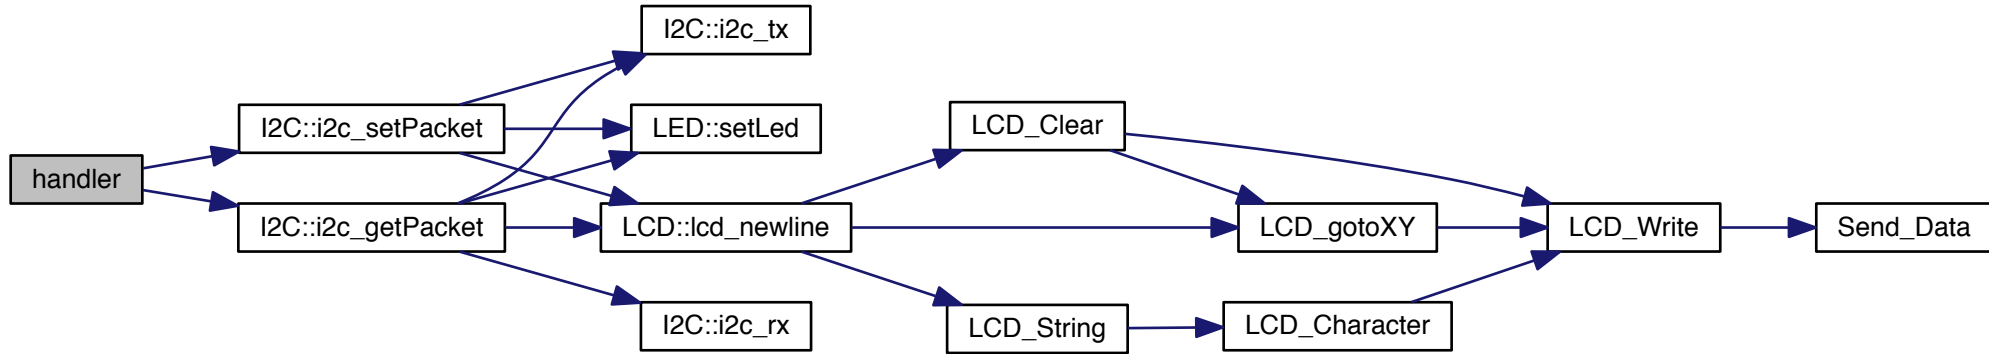 handler
I2C::i2c_setPacket
I2C::i2c_getPacket
I2C::i2c_tx
LED::setLed
LCD::lcd_newline
I2C::i2c_rx
LCD_Clear
LCD_String
LCD_gotoXY
LCD_Character
LCD_Write
Send_Data